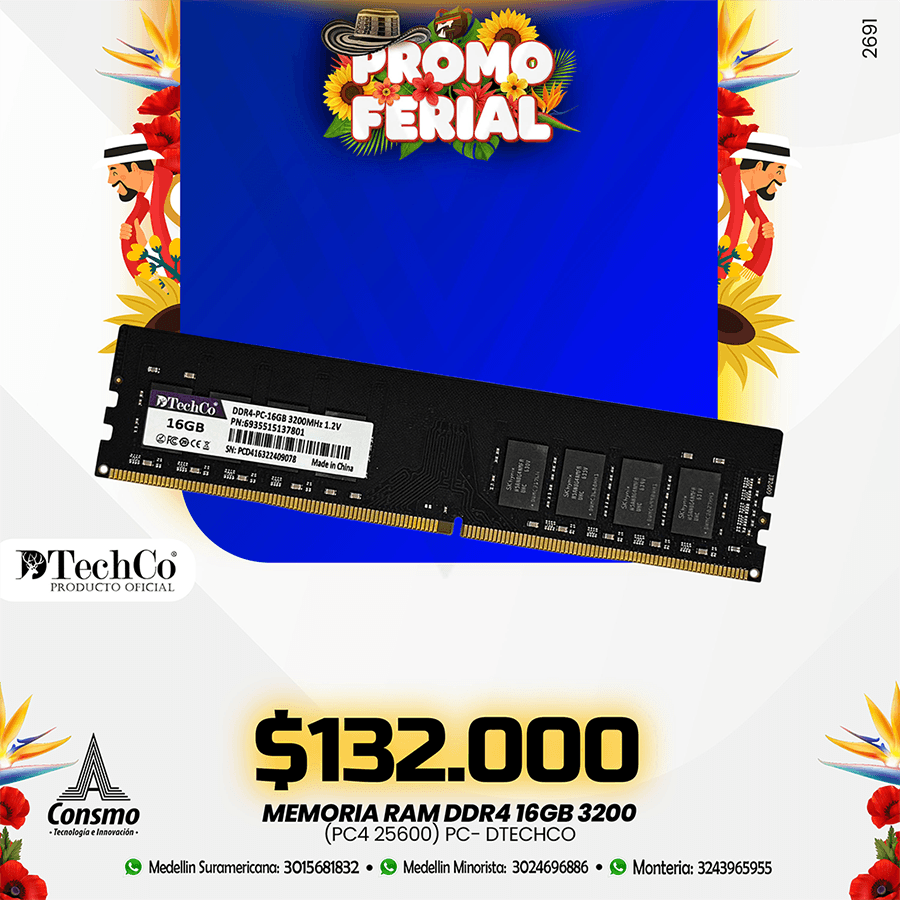 2691
PROMO
FERIAL
DTechCo®
16GB
DDR4-PC-16GB 3200MHz 1.2V
PN:6935515137801
SN: PCD416322409078
Made in China
DTechCo®
PRODUCTO OFICIAL
$132.000
MEMORIA RAM DDR4 16GB 3200
(PC4 25600) PC- DTECHCO
Consmo
• Tecnología e Innovación •
Medellin Suramericana: 3015681832 • Medellin Minorista: 3024696886 • Monteria: 3243965955